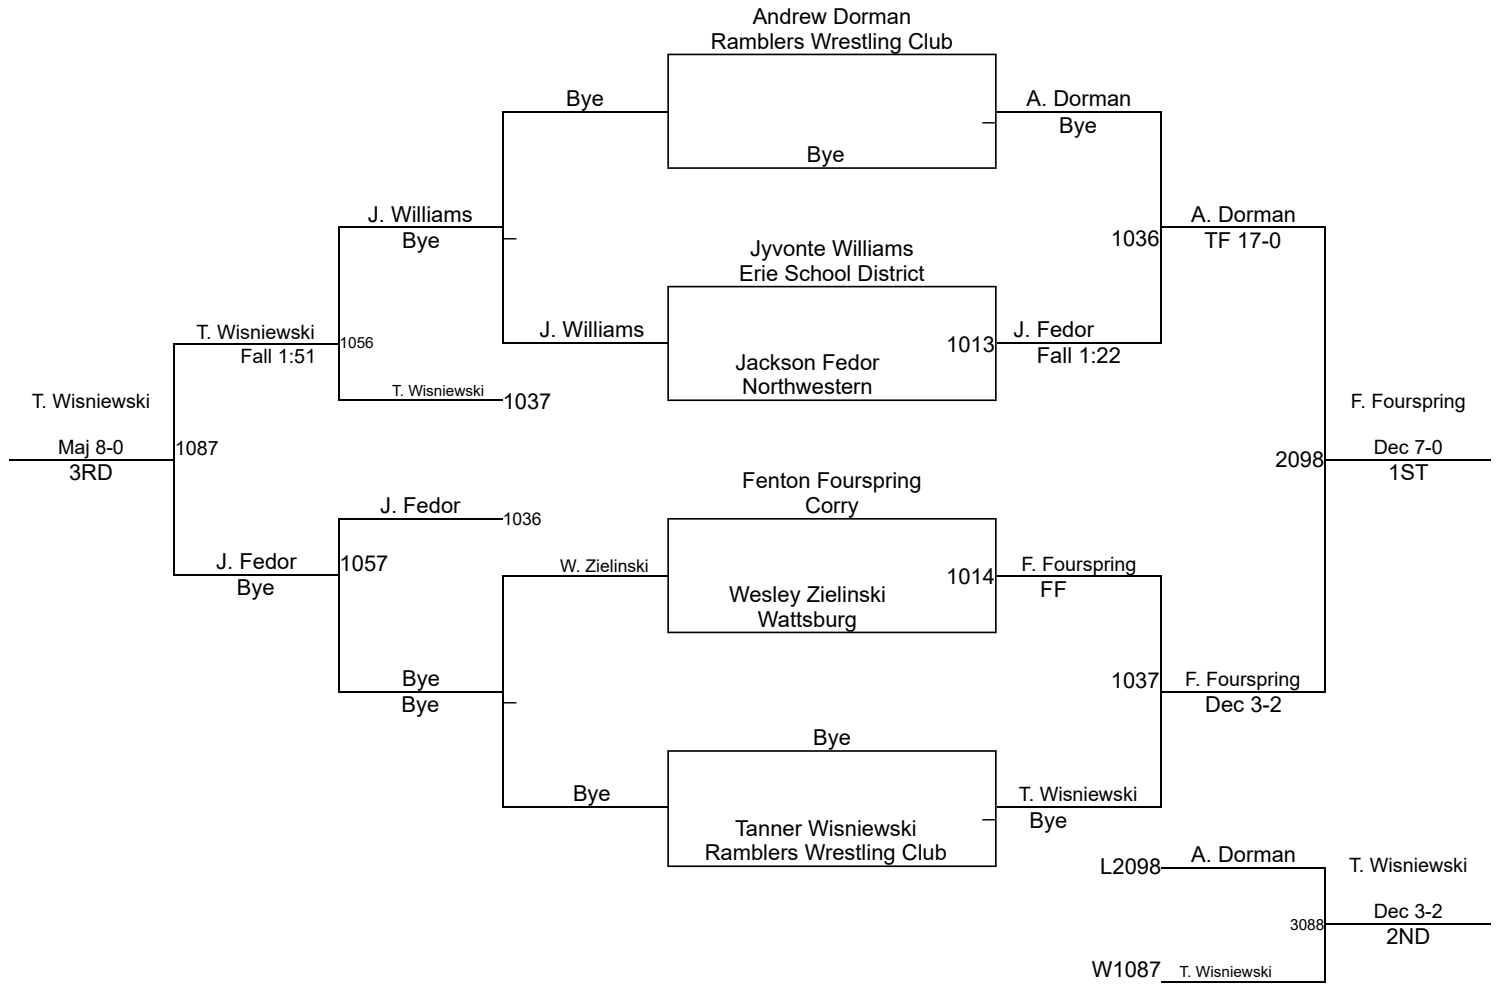 Andrew Dorman
Ramblers Wrestling Club
Bye
A. Dorman
Bye
Bye
J. Williams
Bye
A. Dorman
TF 17-0
1036
Jyvonte Williams
Erie School District
J. Williams
1013
J. Fedor
Fall 1:22
Jackson Fedor
Northwestern
T. Wisniewski
Fall 1:51
1056
T. Wisniewski
1037
T. Wisniewski
Maj 8-0
3RD
1087
F. Fourspring
Dec 7-0
1ST
2098
J. Fedor
1036
Fenton Fourspring
Corry
J. Fedor
Bye
1057
W. Zielinski
1014
F. Fourspring
FF
Wesley Zielinski
Wattsburg
Bye
Bye
1037
F. Fourspring
Dec 3-2
Bye
Bye
T. Wisniewski
Bye
Tanner Wisniewski
Ramblers Wrestling Club
L2098
A. Dorman
T. Wisniewski
Dec 3-2
2ND
3088
W1087
T. Wisniewski